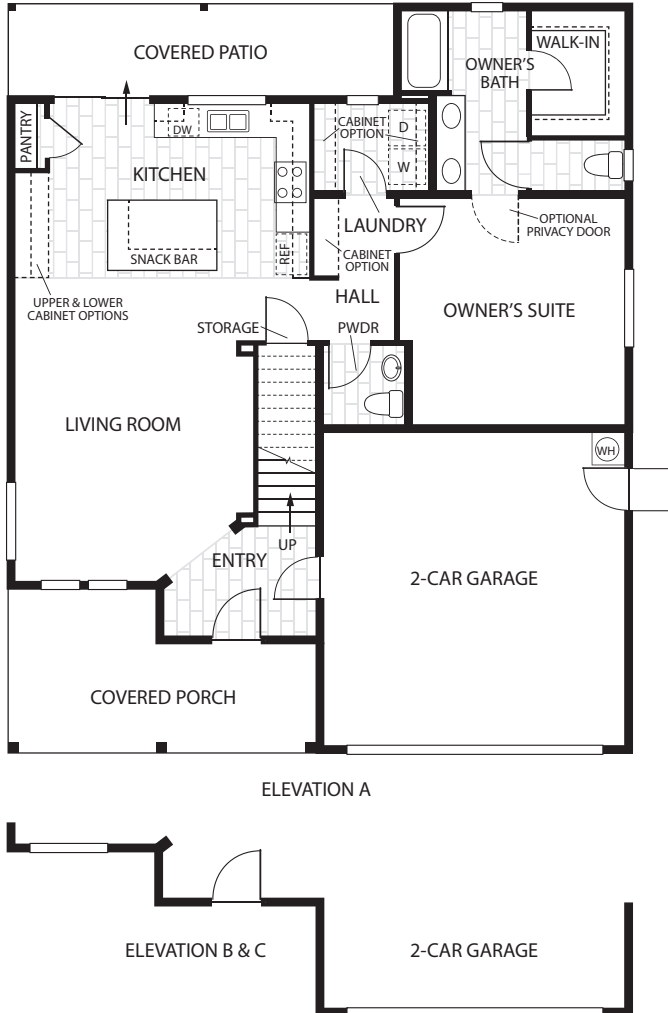 COVERED PATIO
WALK-IN
OWNER'S
BATH
PANTRY
DW
CABINET
OPTION
D
W
KITCHEN
LAUNDRY
OPTIONAL
PRIVACY DOOR
SNACK BAR
REF
CABINET
OPTION
UPPER & LOWER
CABINET OPTIONS
HALL
OWNER'S SUITE
STORAGE
PWDR
LIVING ROOM
WH
UP
ENTRY
2-CAR GARAGE
COVERED PORCH
ELEVATION A
ELEVATION B & C
2-CAR GARAGE